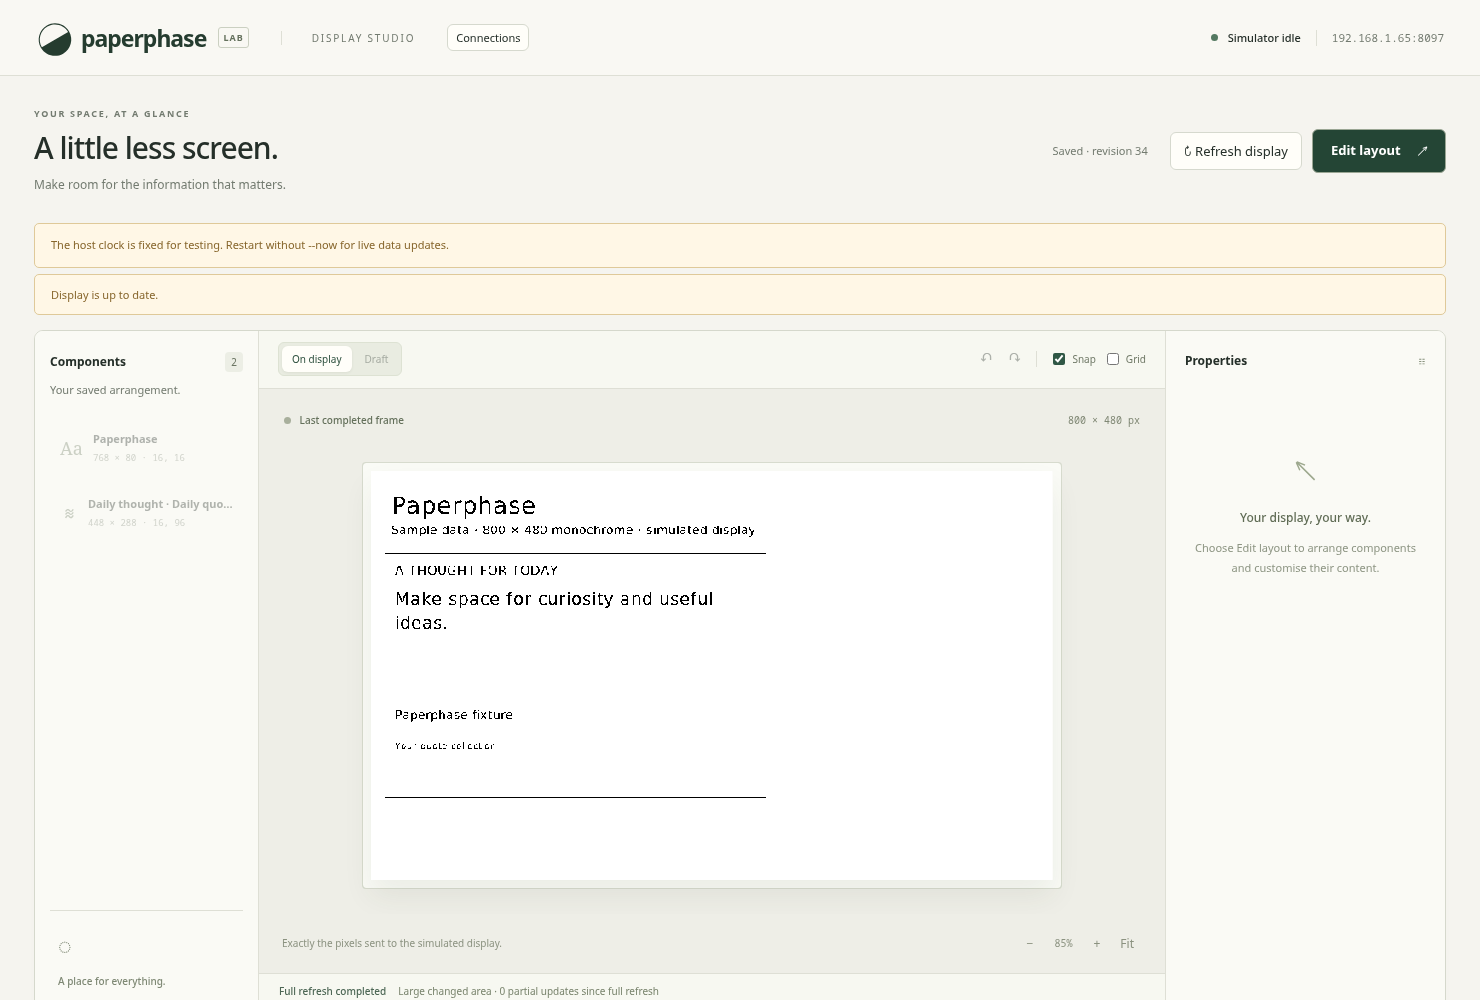 paperphase LAB DISPLAY STUDIO Connections Simulator idle 192.168.1.65:8097
YOUR SPACE, AT A GLANCE
A little less screen.
Make room for the information that matters.
Saved · revision 34 Refresh display Edit layout
The host clock is fixed for testing. Restart without --now for live data updates.
Display is up to date.
Components 2
Your saved arrangement.
Aa Paperphase
768 × 80 · 16, 16
Daily thought · Daily quo...
448 × 288 · 16, 96
A place for everything.
On display Draft Snap Grid
Last completed frame 800 × 480 px
Paperphase
Sample data · 800 × 480 monochrome · simulated display
A THOUGHT FOR TODAY
Make space for curiosity and useful
ideas.
Paperphase fixture
Your quote collection
Exactly the pixels sent to the simulated display. − 85% + Fit
Full refresh completed Large changed area · 0 partial updates since full refresh
Properties
Your display, your way.
Choose Edit layout to arrange components
and customise their content.